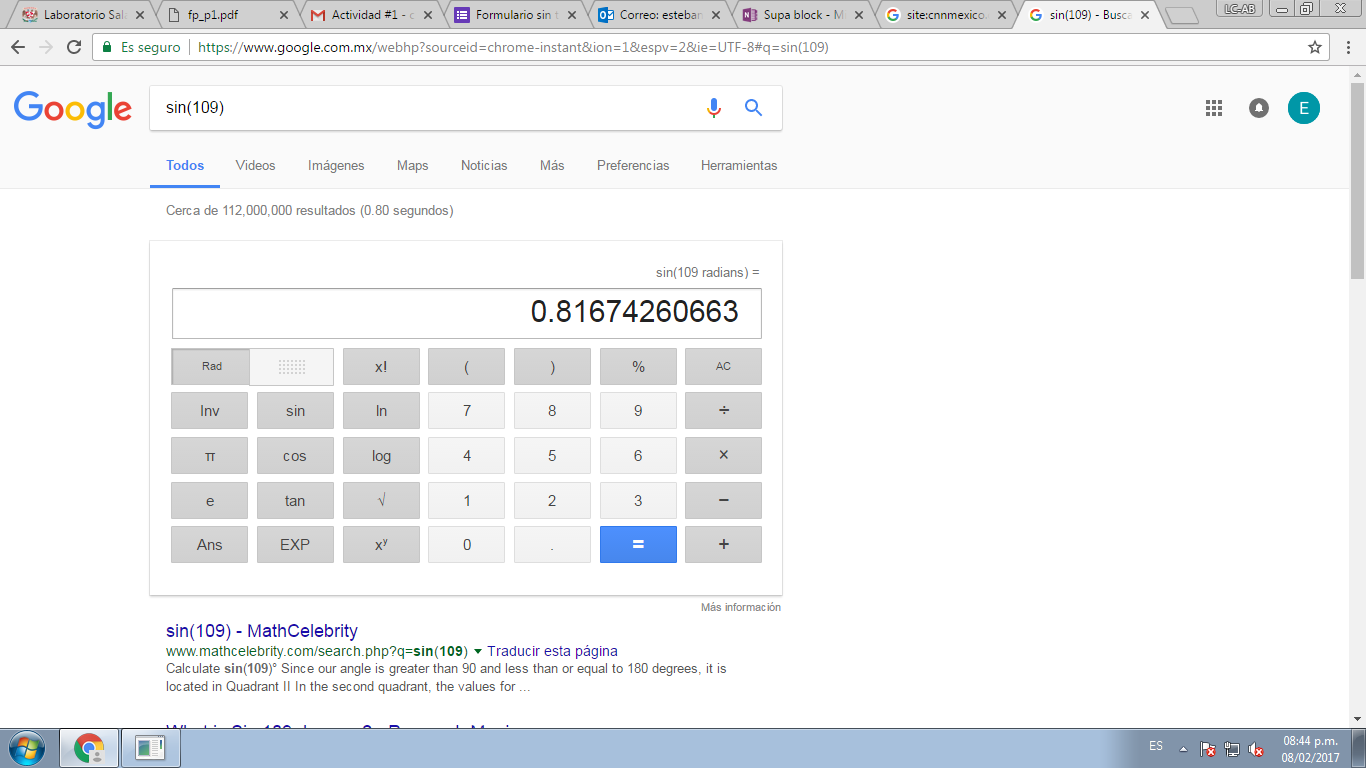 Laboratorio Sal
fp_p1.pdf
Actividad #1 - c
Formulario sin t
Correo: esteban
Supa block - M
site:cnnmexico.
sin(109) - Busca
LC-AB
Es seguro
https://www.google.com.mx/webhp?sourceid=chrome-instant&ion=1&espv=2&ie=UTF-8#q=sin(109)
Google
sin(109)
E
Todos Videos Imágenes Maps Noticias Más Preferencias Herramientas
Cerca de 112,000,000 resultados (0.80 segundos)
sin(109 radians) =
0.81674260663
Rad x! ( ) % AC
Inv sin ln 7 8 9 ÷
π cos log 4 5 6 ×
e tan √ 1 2 3 −
Ans EXP xʸ 0 . = +
Más información
sin(109) - MathCelebrity
www.mathcelebrity.com/search.php?q=sin(109) Traducir esta página
Calculate sin(109)° Since our angle is greater than 90 and less than or equal to 180 degrees, it is
located in Quadrant II In the second quadrant, the values for ...
ES
08:44 p.m.
08/02/2017